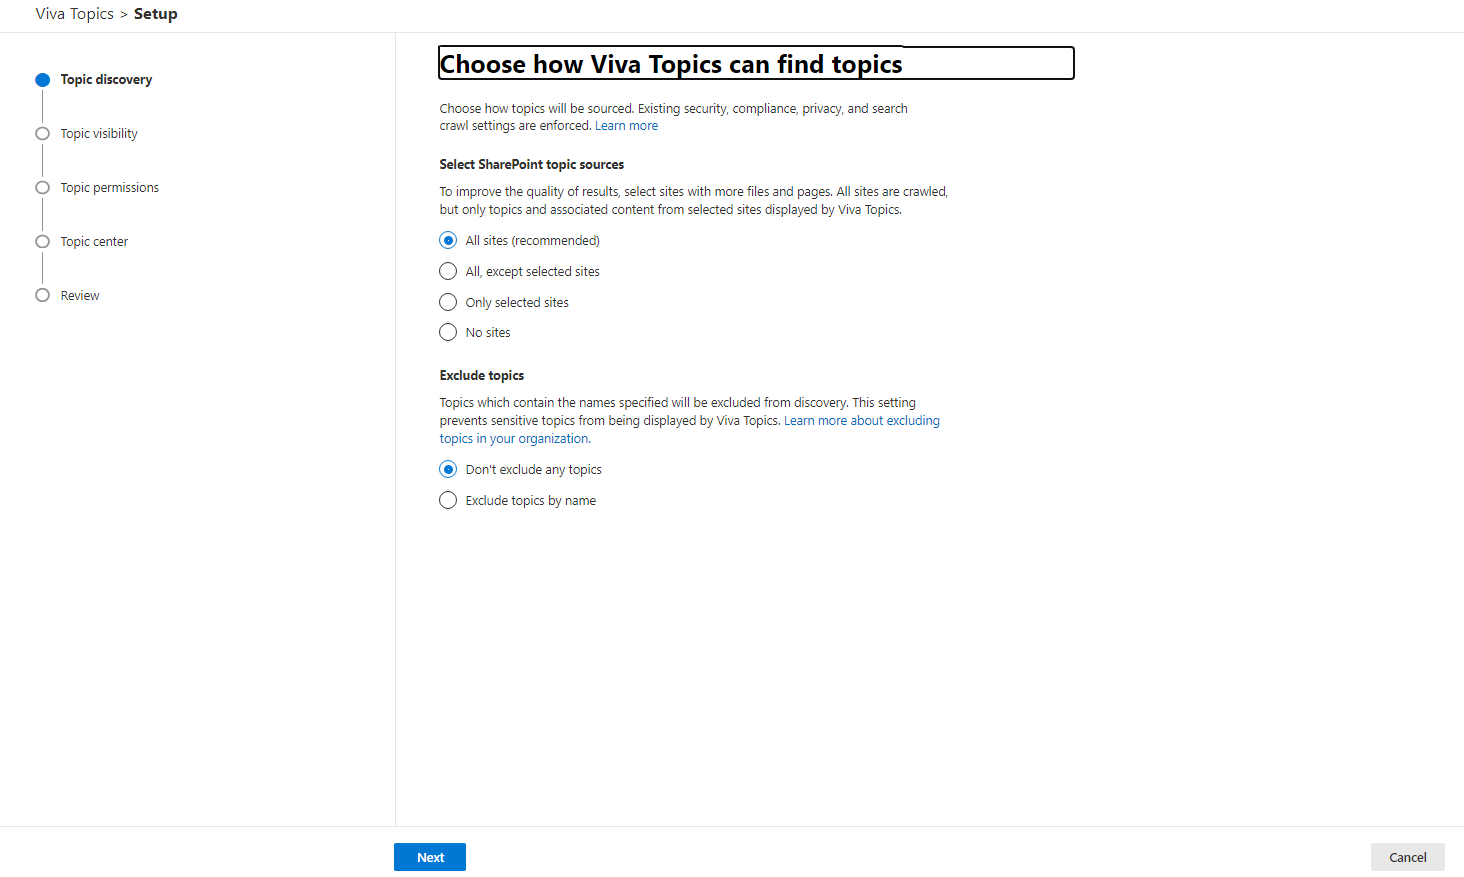 Viva Topics > Setup
Topic discovery
Topic visibility
Topic permissions
Topic center
Review
Choose how Viva Topics can find topics
Choose how topics will be sourced. Existing security, compliance, privacy, and search
crawl settings are enforced. Learn more
Select SharePoint topic sources
To improve the quality of results, select sites with more files and pages. All sites are crawled,
but only topics and associated content from selected sites displayed by Viva Topics.
All sites (recommended)
All, except selected sites
Only selected sites
No sites
Exclude topics
Topics which contain the names specified will be excluded from discovery. This setting
prevents sensitive topics from being displayed by Viva Topics. Learn more about excluding
topics in your organization.
Don't exclude any topics
Exclude topics by name
Next
Cancel